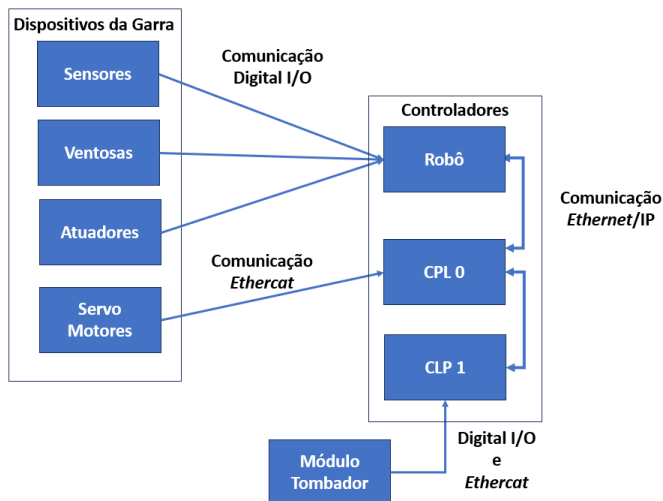 Dispositivos da Garra
Sensores
Ventosas
Atuadores
Servo
Motores
Comunicação
Digital I/O
Comunicação
Ethercat
Controladores
Robô
CPL 0
CLP 1
Comunicação
Ethernet/IP
Módulo
Tombador
Digital I/O
e
Ethercat